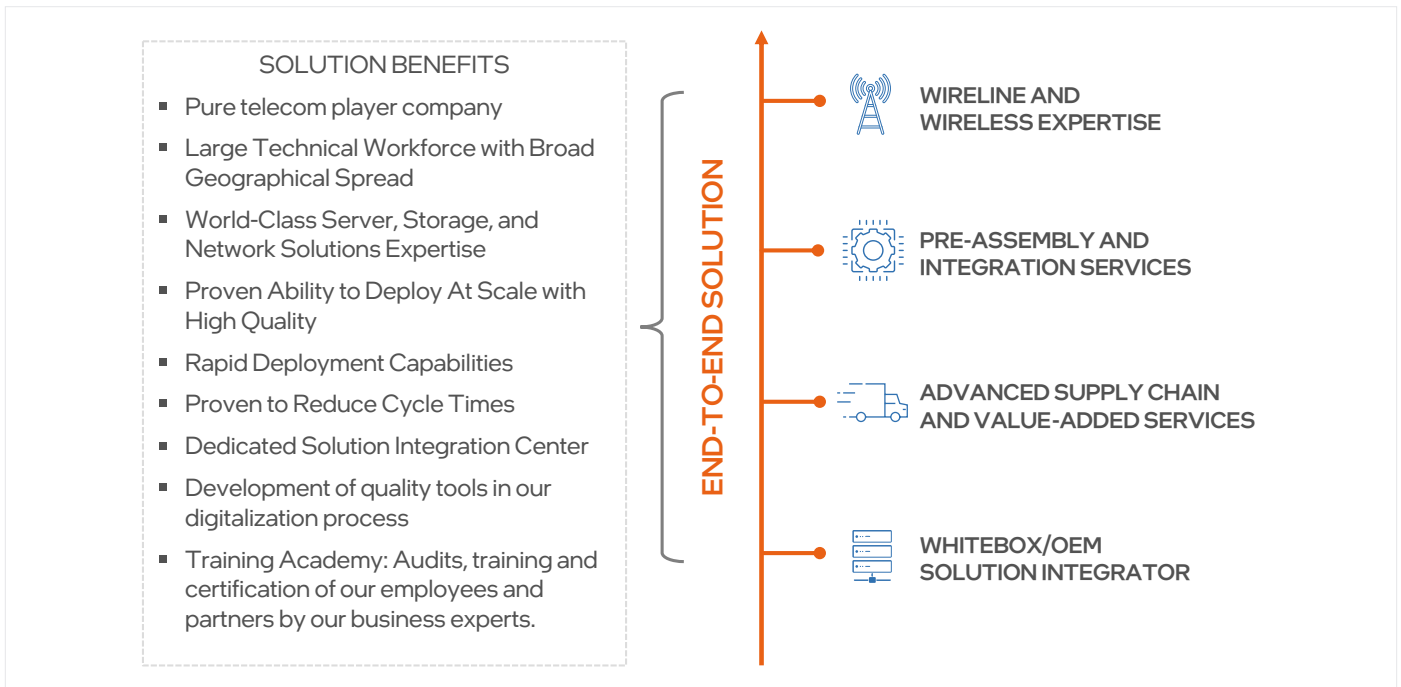 SOLUTION BENEFITS
▪ Pure telecom player company
▪ Large Technical Workforce with Broad
Geographical Spread
▪ World-Class Server, Storage, and
Network Solutions Expertise
▪ Proven Ability to Deploy At Scale with
High Quality
▪ Rapid Deployment Capabilities
▪ Proven to Reduce Cycle Times
▪ Dedicated Solution Integration Center
▪ Development of quality tools in our
digitalization process
▪ Training Academy: Audits, training and
certification of our employees and
partners by our business experts.
END-TO-END SOLUTION
WIRELINE AND
WIRELESS EXPERTISE
PRE-ASSEMBLY AND
INTEGRATION SERVICES
ADVANCED SUPPLY CHAIN
AND VALUE-ADDED SERVICES
WHITEBOX/OEM
SOLUTION INTEGRATOR